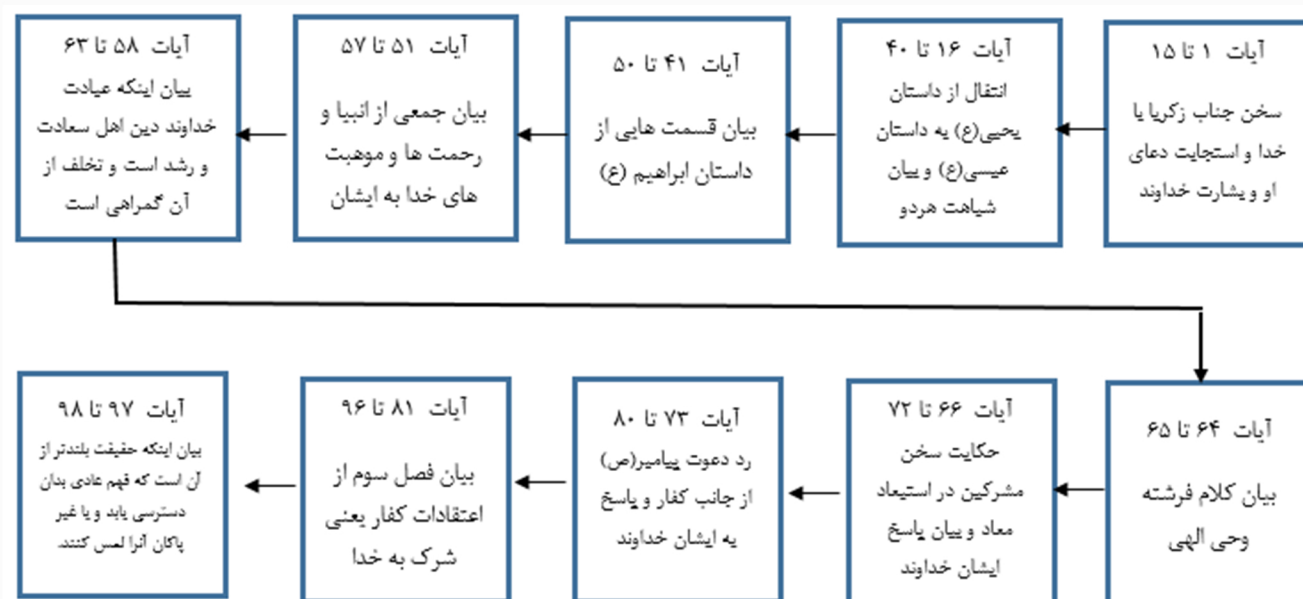 آیات ۱ تا ۱۵
سخن جناب زکریا با
خدا و استجابت دعای
او و بشارت خداوند
آیات ۱۶ تا ۴۰
انتقال از داستان
یحیی(ع) به داستان
عیسی(ع) و بیان
شباهت هردو
آیات ۴۱ تا ۵۰
بیان قسمت هایی از
داستان ابراهیم (ع)
آیات ۵۱ تا ۵۷
بیان جمعی از انبیا و
رحمت ها و موهبت
های خدا به ایشان
آیات ۵۸ تا ۶۳
بیان اینکه عبادت
خداوند دین اهل سعادت
و رشد است و تخلف از
آن گمراهی است
آیات ۶۴ تا ۶۵
بیان کلام فرشته
وحی الهی
آیات ۶۶ تا ۷۲
حکایت سخن
مشرکین در استبعاد
معاد و بیان پاسخ
ایشان خداوند
آیات ۷۳ تا ۸۰
رد دعوت پیامبر(ص)
از جانب کفار و پاسخ
به ایشان خداوند
آیات ۸۱ تا ۹۶
بیان فصل سوم از
اعتقادات کفار یعنی
شرک به خدا
آیات ۹۷ تا ۹۸
بیان اینکه حقیقت بلندتر از
آن است که فهم عادی بدان
دسترسی یابد و یا غیر
پاکان آنرا لمس کنند.